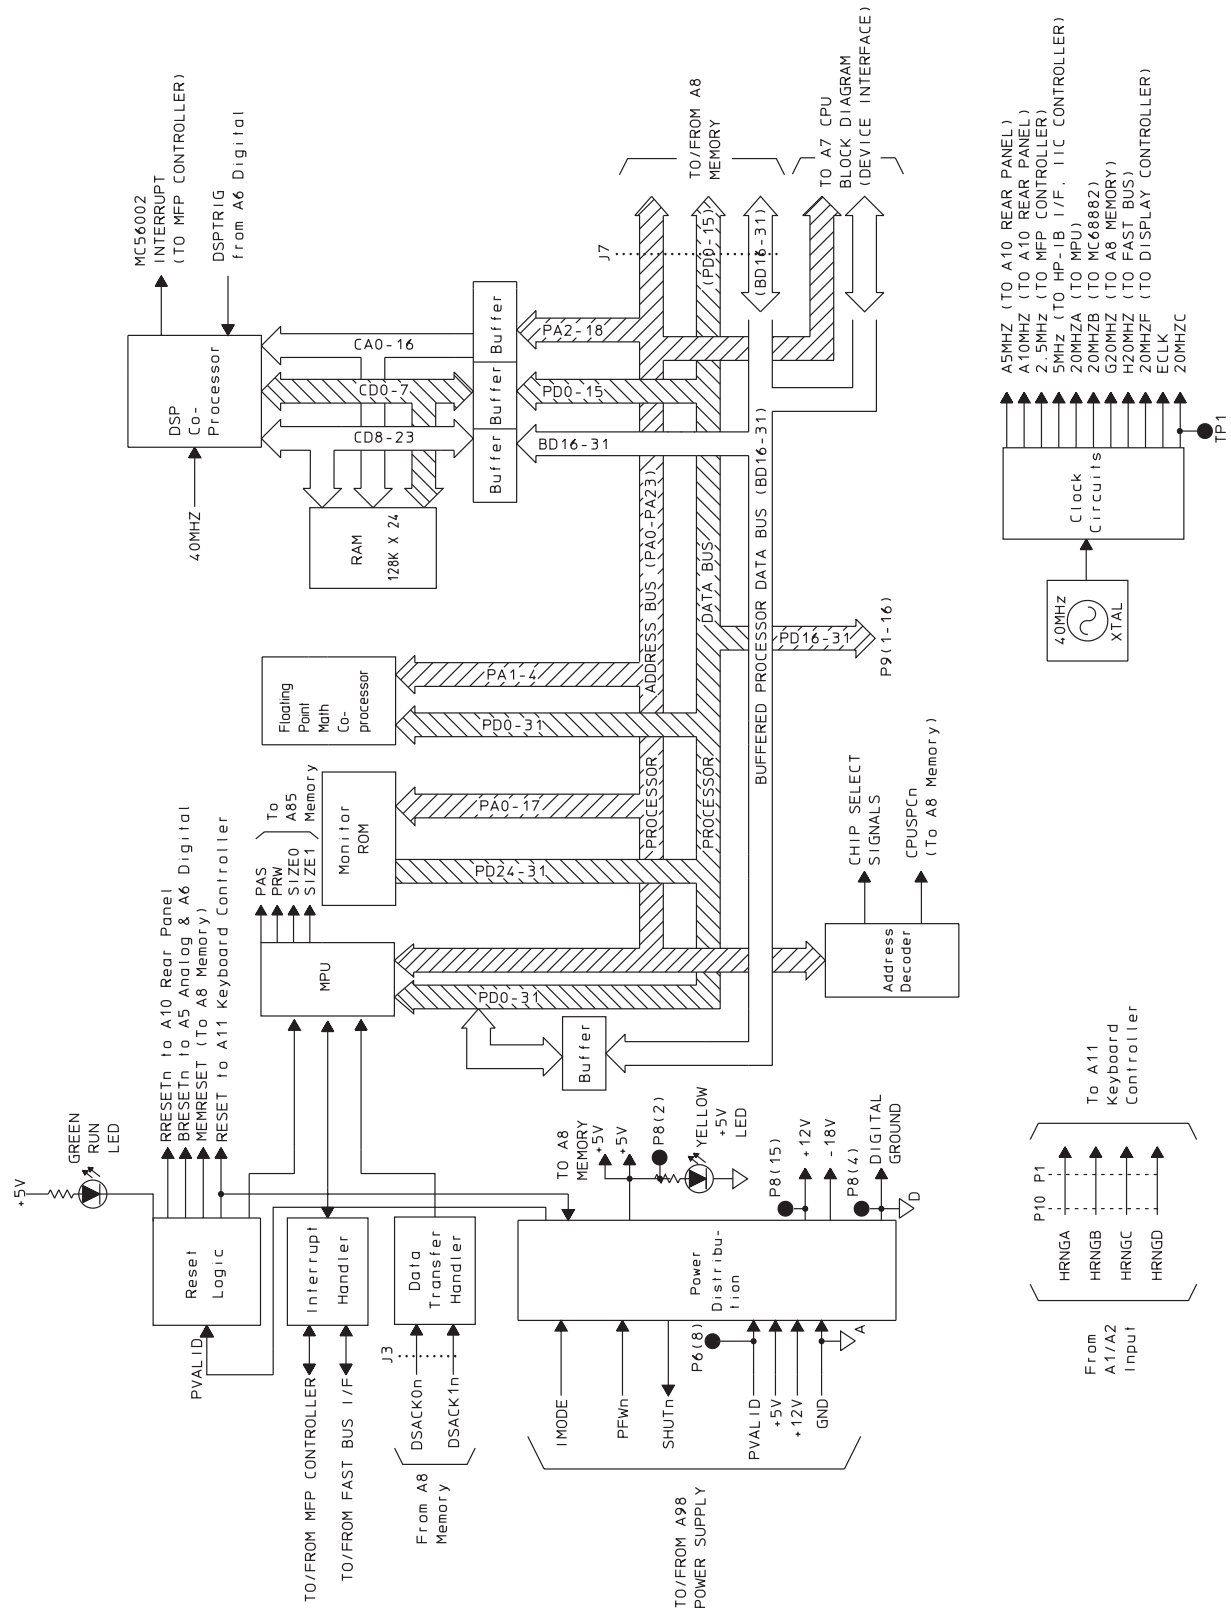 +5V
GREEN
RUN
LED
RRESETn to A10 Rear Panel
BRESETn to A5 Analog & A6 Digital
MEMRESET (To A8 Memory)
RESET to A11 Keyboard Controller
Reset
Logic
PVALID
TO/FROM MFP CONTROLLER
TO/FROM FAST BUS I/F
Interrupt
Handler
J3
DSACK0n
DSACK1n
From A8
Memory
Data
Transfer
Handler
MPU
PAS
PRW
SIZE0
SIZE1
To
A85
Memory
Monitor
ROM
Floating
Point
Math
Co-
processor
40MHZ
DSP
Co-
Processor
MC56002
INTERRUPT
(TO MFP CONTROLLER)
DSPTRIG
from A6 Digital
RAM
128K X 24
CD8-23
CD0-7
CA0-16
Buffer
Buffer
Buffer
BD16-31
PD0-15
PA2-18
PD0-31
PD24-31
PA0-17
PD0-31
PA1-4
Buffer
PROCESSOR
ADDRESS BUS (PA0-PA23)
PROCESSOR
DATA BUS
(PD0-15)
BUFFERED PROCESSOR DATA BUS (BD16-31)
(BD16-31)
J7
TO/FROM A8
MEMORY
TO A7 CPU
BLOCK DIAGRAM
(DEVICE INTERFACE)
PD16-31
P9(1-16)
Address
Decoder
CHIP SELECT
SIGNALS
CPUSPCn
(To A8 Memory)
TO/FROM A98
POWER SUPPLY
IMODE
PFWn
SHUTn
P6(8)
PVALID
+5V
+12V
GND
A
Power
Distribu-
tion
TO A8
MEMORY
+5V
+5V
P8(2)
YELLOW
+5V
LED
P8(15)
+12V
-18V
P8(4)
DIGITAL
GROUND
D
From
A1/A2
Input
HRNGA
HRNGB
HRNGC
HRNGD
P10
P1
To A11
Keyboard
Controller
40MHZ
XTAL
Clock
Circuits
A5MHZ (TO A10 REAR PANEL)
A10MHZ (TO A10 REAR PANEL)
2.5MHz (TO MFP CONTROLLER)
5MHz (TO HP-IB I/F, IIC CONTROLLER)
20MHZA (TO MPU)
20MHZB (TO MC68882)
G20MHZ (TO A8 MEMORY)
H20MHZ (TO FAST BUS)
20MHZF (TO DISPLAY CONTROLLER)
ECLK
20MHZC
TP1